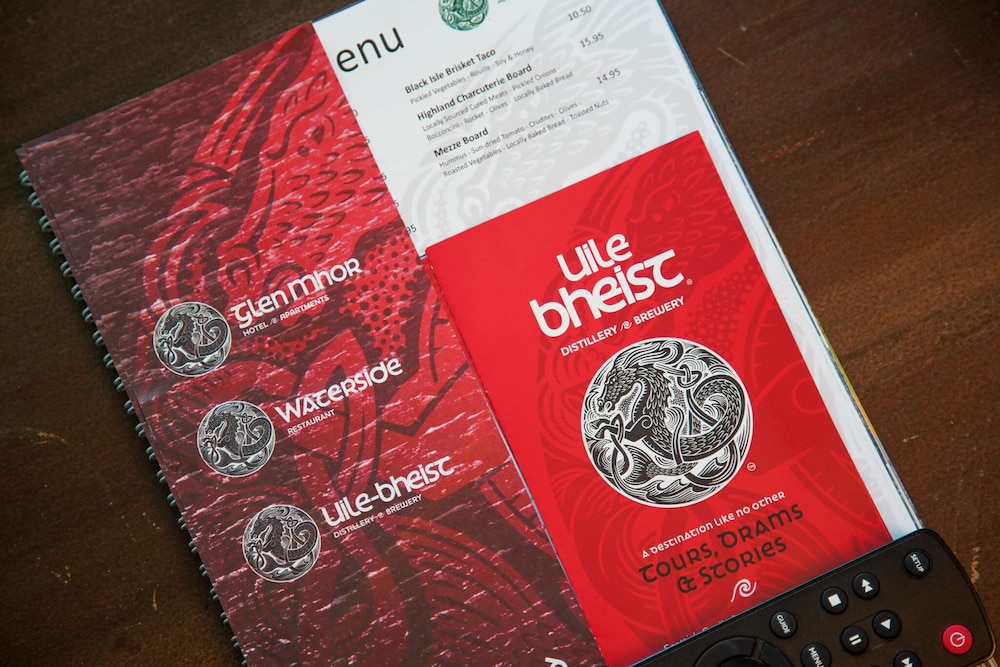 enu
10.50
Black Isle Brisket Taco
Pickled Vegetables - Rouille - Soy & Honey
15.95
Highland Charcuterie Board
Locally Sourced Cured Meats - Pickled Onions
Bocconcini - Rocket - Olives - Locally Baked Bread
14.95
Mezze Board
Hummus - Sun-dried Tomato - Crudites - Olives -
Roasted Vegetables - Locally Baked Bread - Toasted Nuts
95
Glen Mhor
HOTEL & APARTMENTS
Waterside
RESTAURANT
Uile-bheist
DISTILLERY & BREWERY
Uile
bheist®
DISTILLERY & BREWERY
A DESTINATION LIKE NO OTHER
TOURS, DRAMS
& STORIES
SETUP
GUIDE
MENU